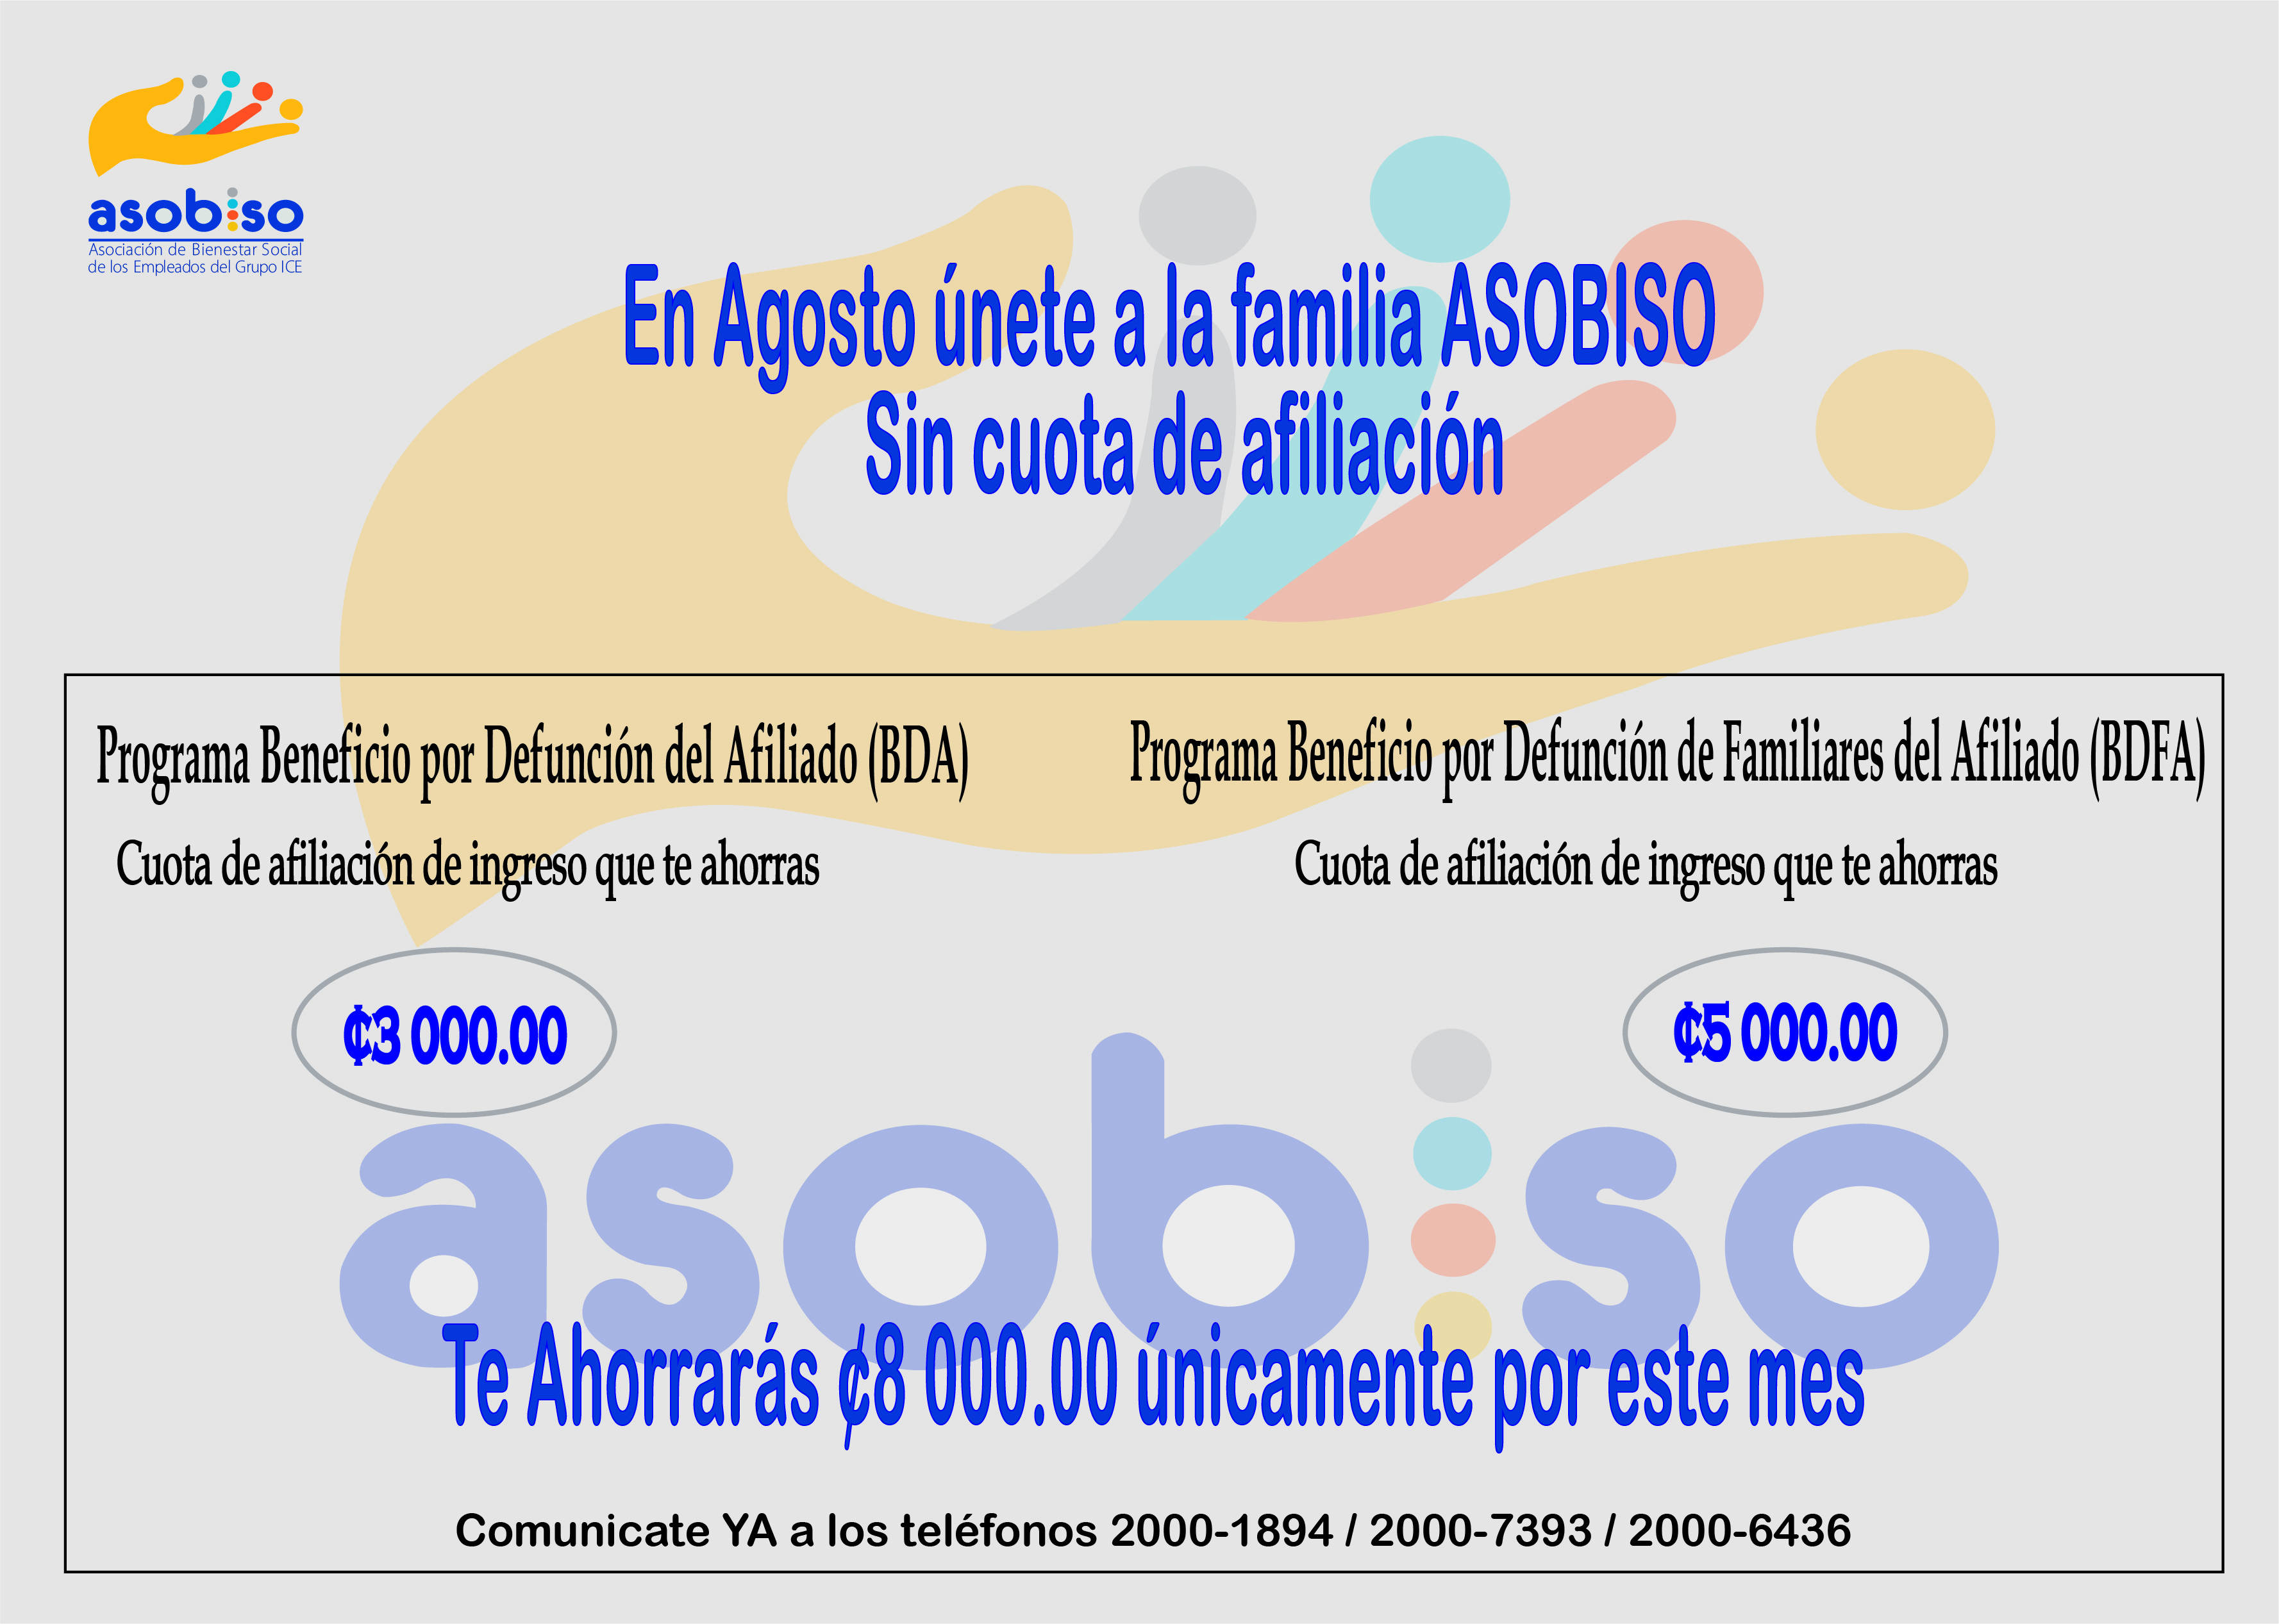 asobiso
Asociación de Bienestar Social
de los Empleados del Grupo ICE
En Agosto únete a la familia ASOBISO
Sin cuota de afiliación
Programa Beneficio por Defunción del Afiliado (BDA)
Cuota de afiliación de ingreso que te ahorras
₡3 000.00
Programa Beneficio por Defunción de Familiares del Afiliado (BDFA)
Cuota de afiliación de ingreso que te ahorras
₡5 000.00
asobiso
Te Ahorrarás ¢8 000.00 únicamente por este mes
Comunicate YA a los teléfonos 2000-1894 / 2000-7393 / 2000-6436